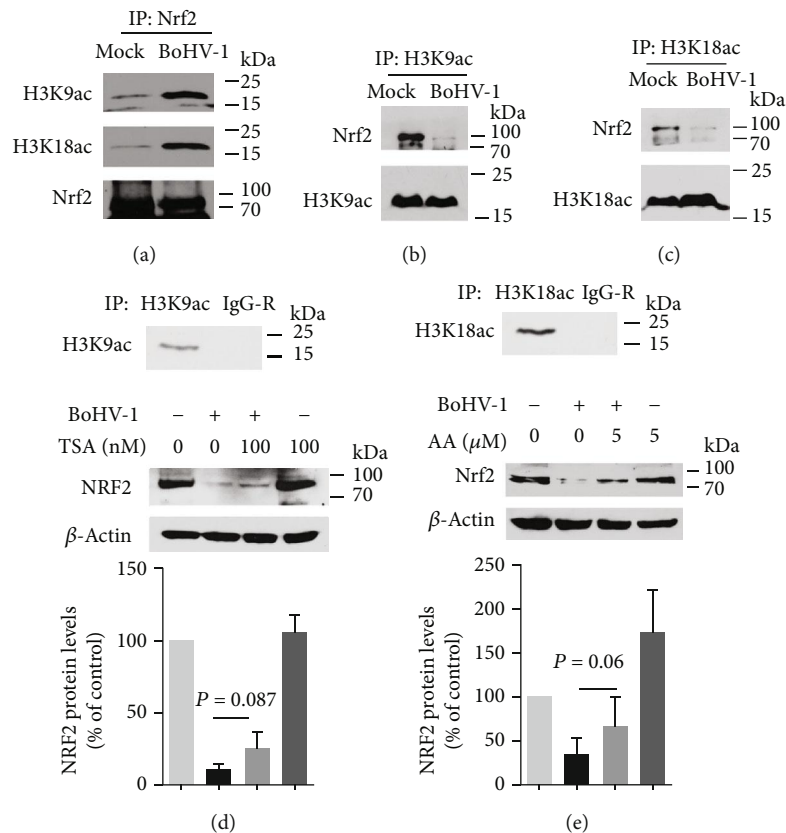 IP: Nrf2
Mock BoHV-1 kDa
H3K9ac
25
15
H3K18ac
25
15
Nrf2
100
70
(a)
IP: H3K9ac
Mock BoHV-1 kDa
Nrf2
100
70
H3K9ac
25
15
(b)
IP: H3K18ac
Mock BoHV-1 kDa
Nrf2
100
70
H3K18ac
25
15
(c)
IP: H3K9ac IgG-R kDa
H3K9ac
25
15
BoHV-1 − + + −
TSA (nM) 0 0 100 100 kDa
NRF2
100
70
β-Actin
NRF2 protein levels
(% of control)
150
100
50
0
P = 0.087
(d)
IP: H3K18ac IgG-R kDa
H3K18ac
25
15
BoHV-1 − + + −
AA (μM) 0 0 5 5 kDa
Nrf2
100
70
β-Actin
NRF2 protein levels
(% of control)
250
200
150
100
50
0
P = 0.06
(e)